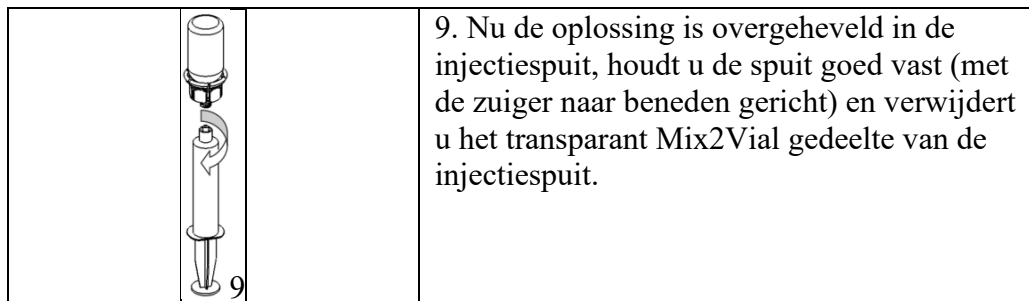 9. Nu de oplossing is overgeheveld in de
injectiespuit, houdt u de spuit goed vast (met
de zuiger naar beneden gericht) en verwijdert
u het transparant Mix2Vial gedeelte van de
injectiespuit.
9